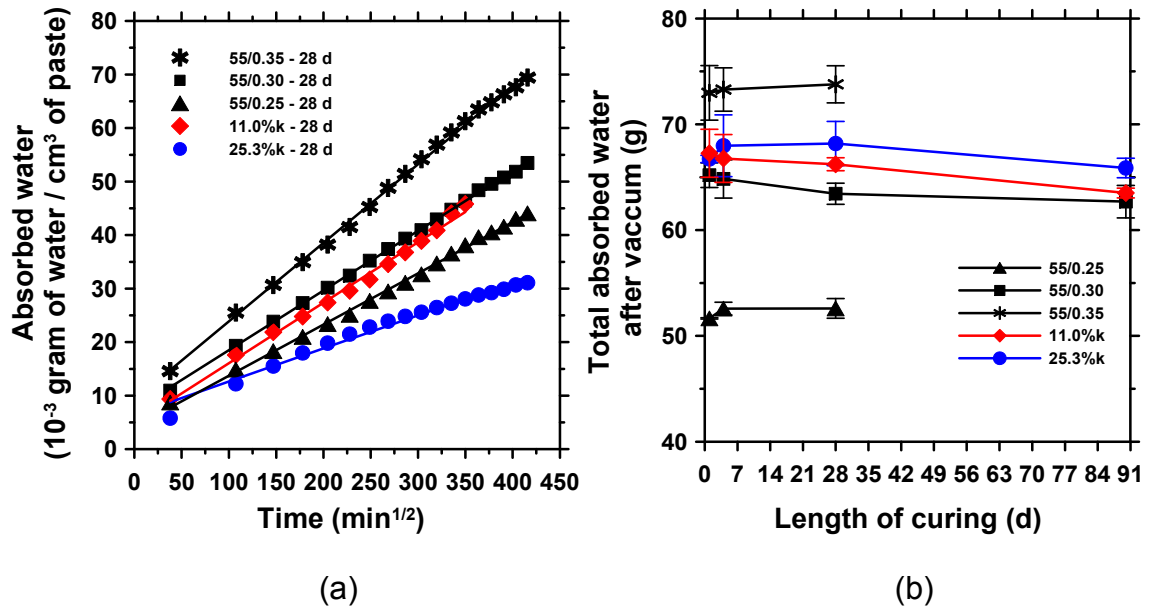 Absorbed water
(10⁻³ gram of water / cm³ of paste)
80
70
60
50
40
30
20
10
0
55/0.35 - 28 d
55/0.30 - 28 d
55/0.25 - 28 d
11.0%k - 28 d
25.3%k - 28 d
0 50 100 150 200 250 300 350 400 450
Time (min¹/²)
(a)
Total absorbed water
after vaccum (g)
80
70
60
50
40
55/0.25
55/0.30
55/0.35
11.0%k
25.3%k
0 7 14 21 28 35 42 49 56 63 70 77 84 91
Length of curing (d)
(b)